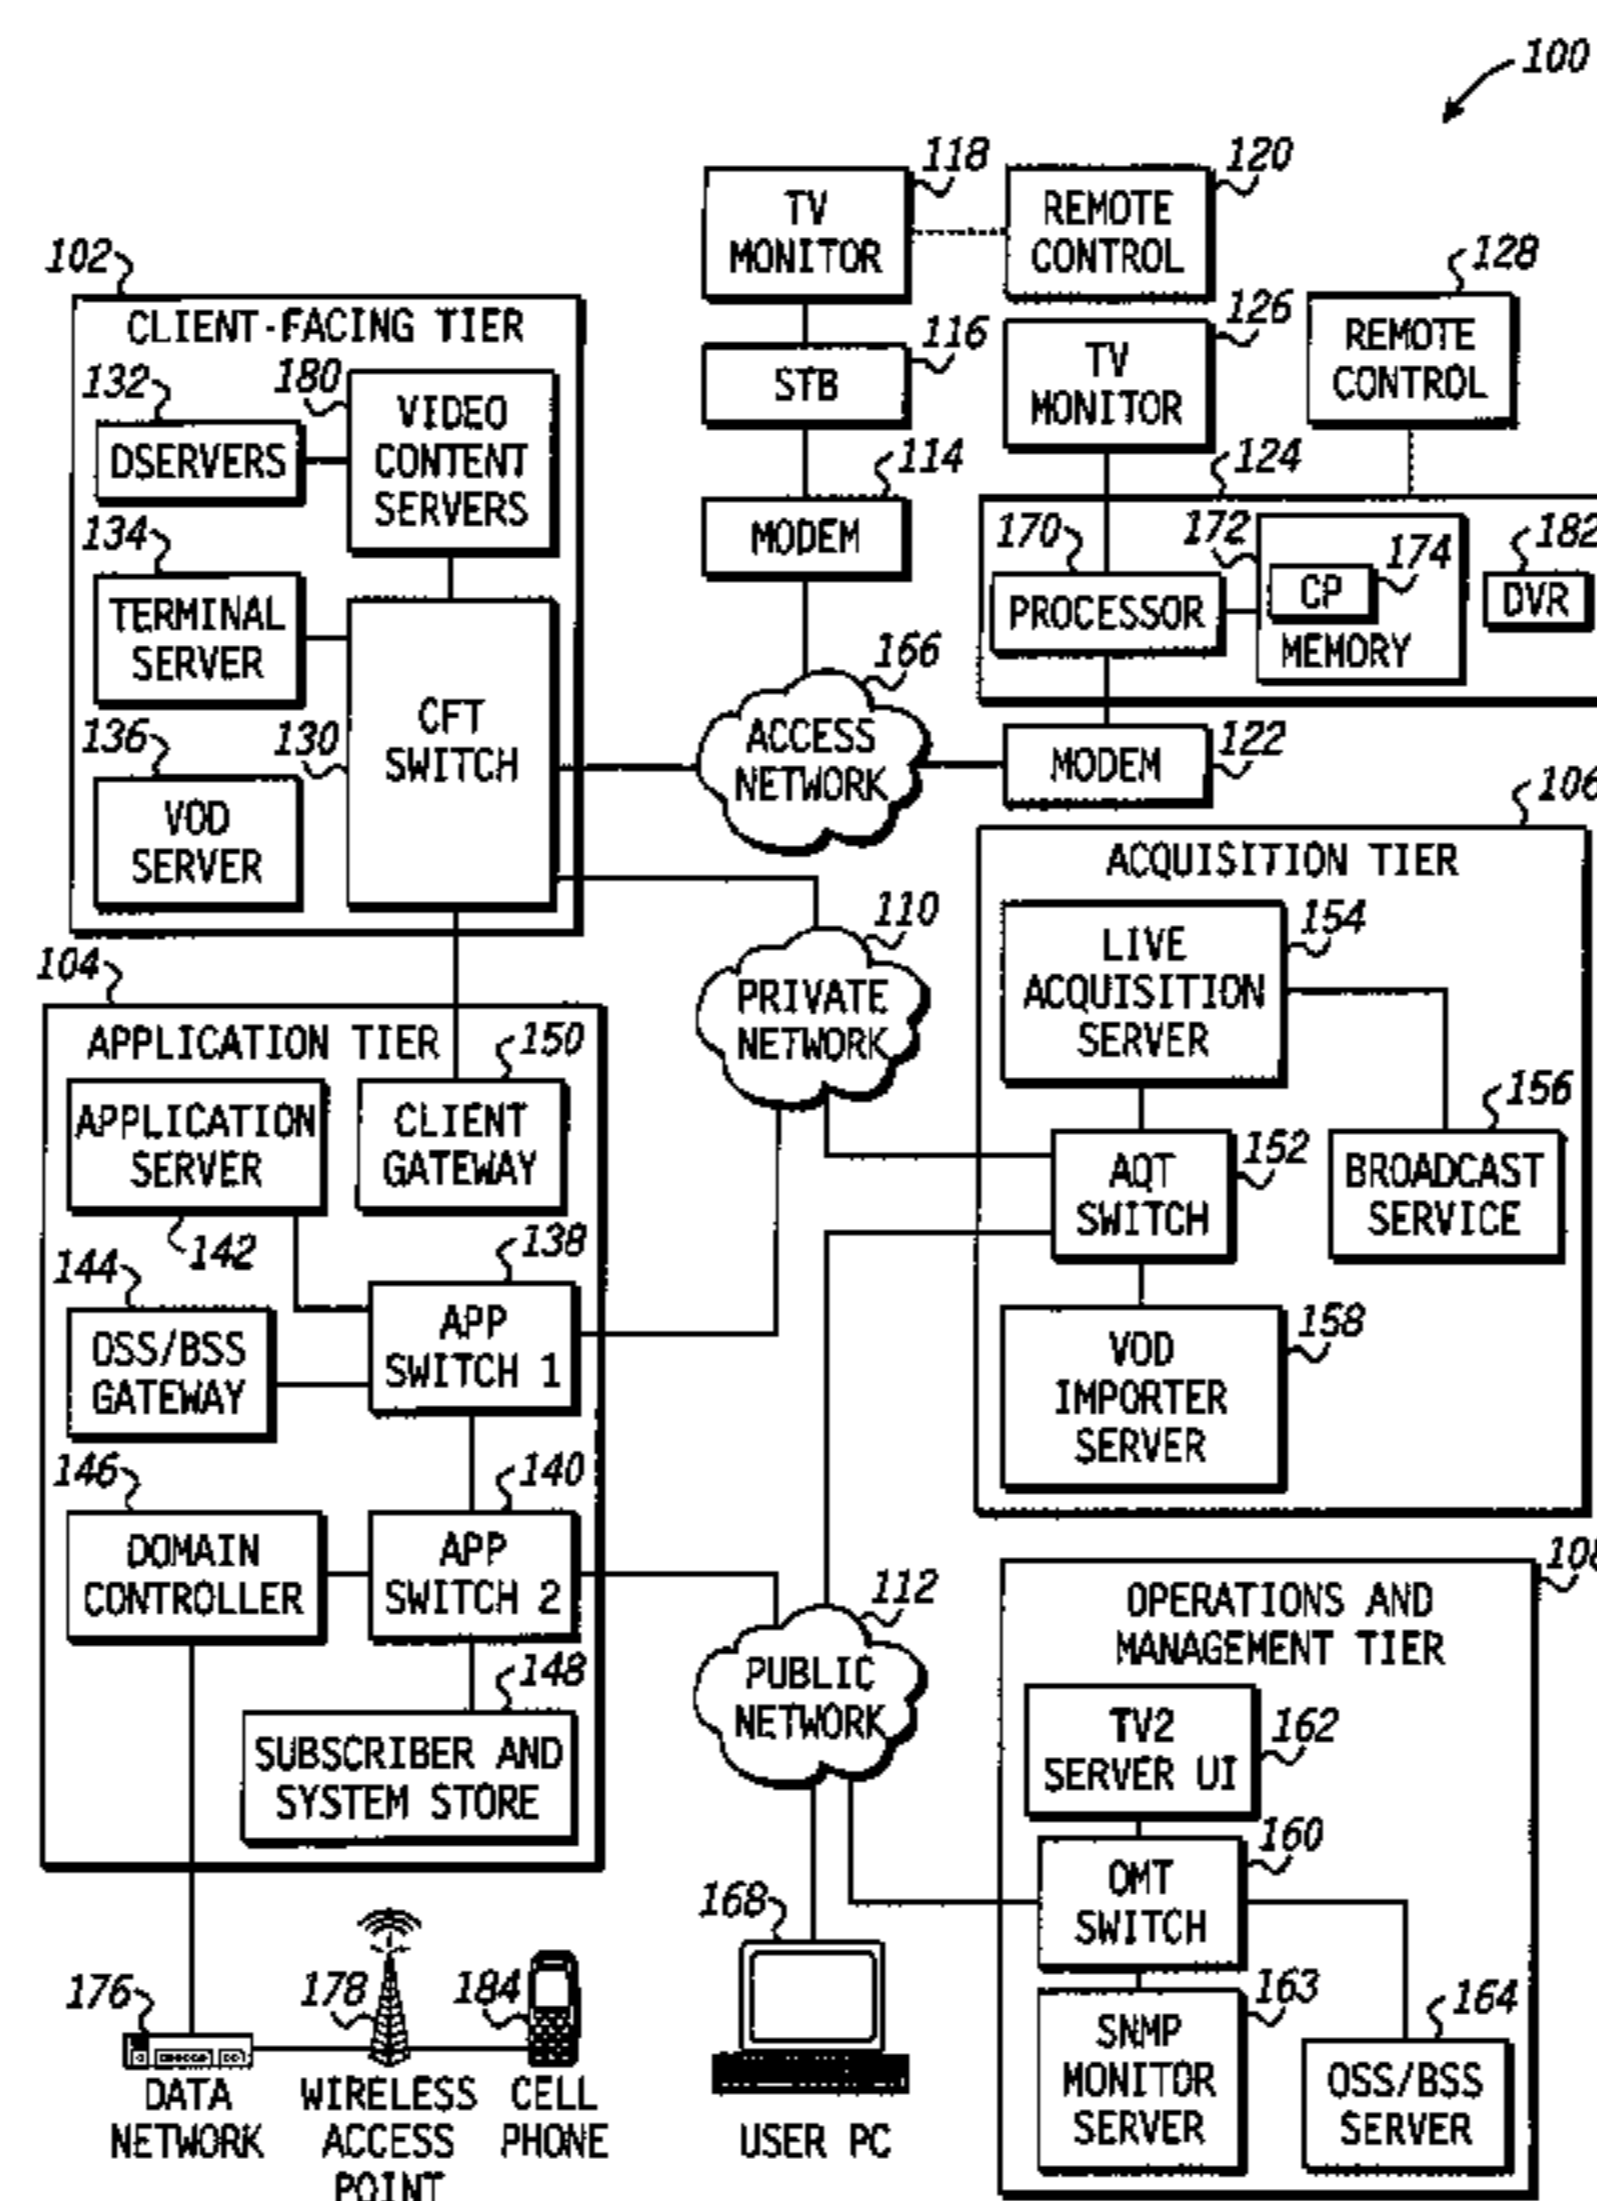 100
118
TV
MONITOR
120
REMOTE
CONTROL
102
CLIENT-FACING TIER
132
DSERVERS
180
VIDEO
CONTENT
SERVERS
134
TERMINAL
SERVER
136
VOD
SERVER
130
CFT
SWITCH
116
STB
114
MODEM
126
TV
MONITOR
128
REMOTE
CONTROL
124
170
PROCESSOR
172
174
CP
MEMORY
182
DVR
166
ACCESS
NETWORK
MODEM
122
106
ACQUISITION TIER
154
LIVE
ACQUISITION
SERVER
110
PRIVATE
NETWORK
104
APPLICATION TIER
150
APPLICATION
SERVER
142
CLIENT
GATEWAY
138
APP
SWITCH 1
144
OSS/BSS
GATEWAY
152
AQT
SWITCH
156
BROADCAST
SERVICE
158
VOD
IMPORTER
SERVER
146
DOMAIN
CONTROLLER
140
APP
SWITCH 2
148
SUBSCRIBER AND
SYSTEM STORE
112
PUBLIC
NETWORK
108
OPERATIONS AND
MANAGEMENT TIER
TV2
SERVER UI
162
160
OMT
SWITCH
163
SNMP
MONITOR
SERVER
164
OSS/BSS
SERVER
176
DATA
NETWORK
178
WIRELESS
ACCESS
POINT
184
CELL
PHONE
168
USER PC